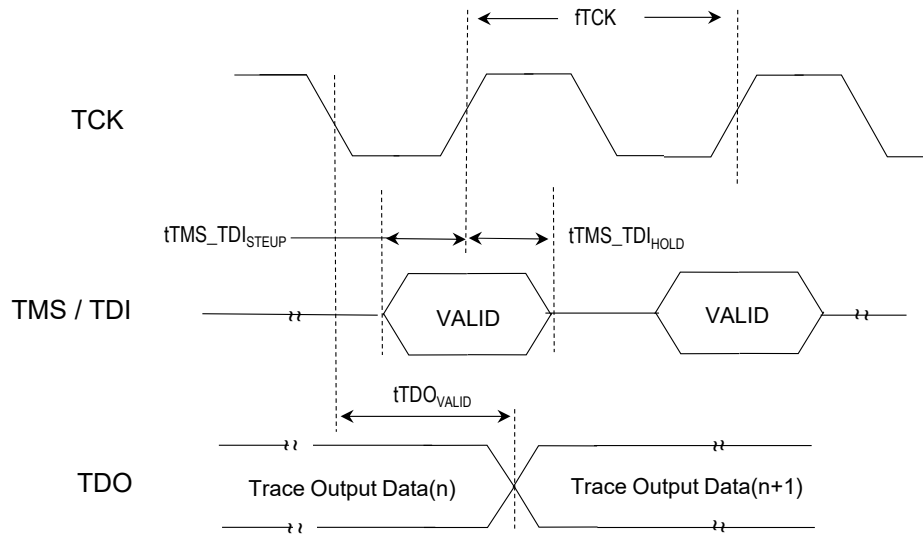 fTCK
TCK
tTMS_TDISTEUP
tTMS_TDIHOLD
TMS / TDI
VALID
VALID
tTDOVALID
TDO
Trace Output Data(n)
Trace Output Data(n+1)